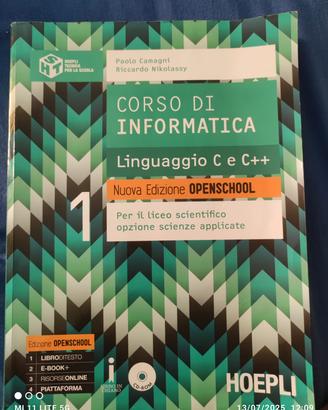 HOEPLI
TECNICA
PER LA SCUOLA
Paolo Camagni
Riccardo Nikolassy
CORSO DI
INFORMATICA
Linguaggio C e C++
Nuova Edizione OPENSCHOOL
1
Per il liceo scientifico
opzione scienze applicate
Edizione OPENSCHOOL
1 LIBRODITESTO
2 E-BOOK+
3 RISORSEONLINE
4 PIATTAFORMA
CD-ROM
HOEPLI
MI 11 LITE 5G
13/07/2025 12:09